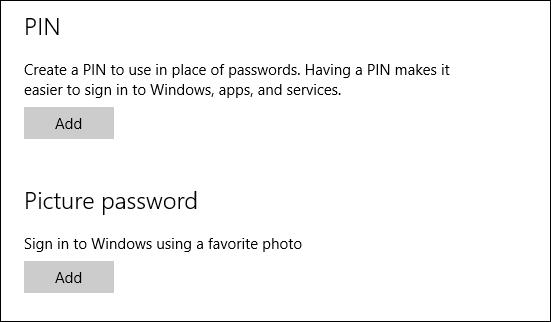 PIN
Create a PIN to use in place of passwords. Having a PIN makes it
easier to sign in to Windows, apps, and services.
Add
Picture password
Sign in to Windows using a favorite photo
Add